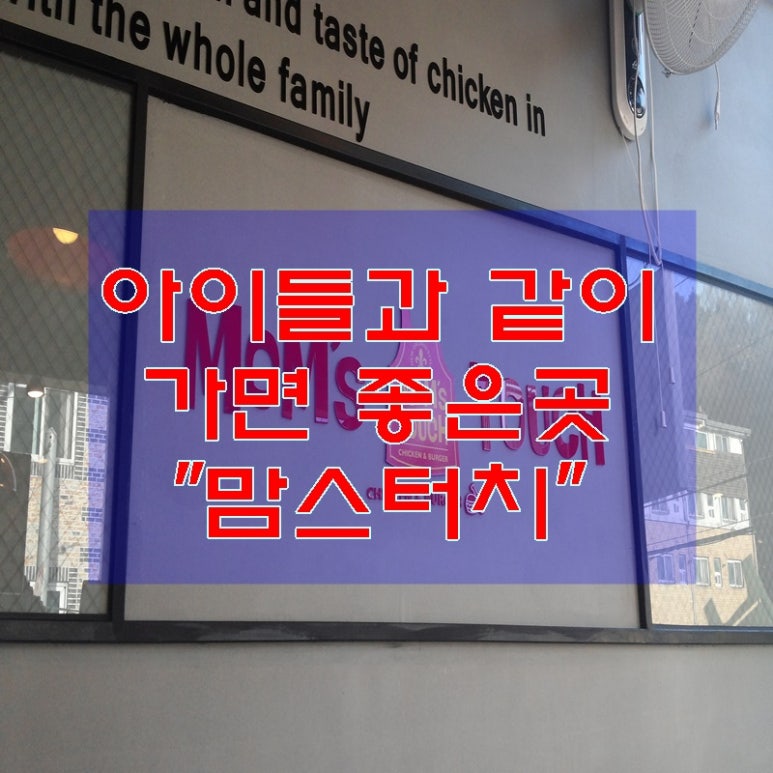 and taste of chicken in
with the whole family
아이들과 같이
가면 좋은곳
"맘스터치"
MOM'S TOUCH
CHICKEN & BURGER